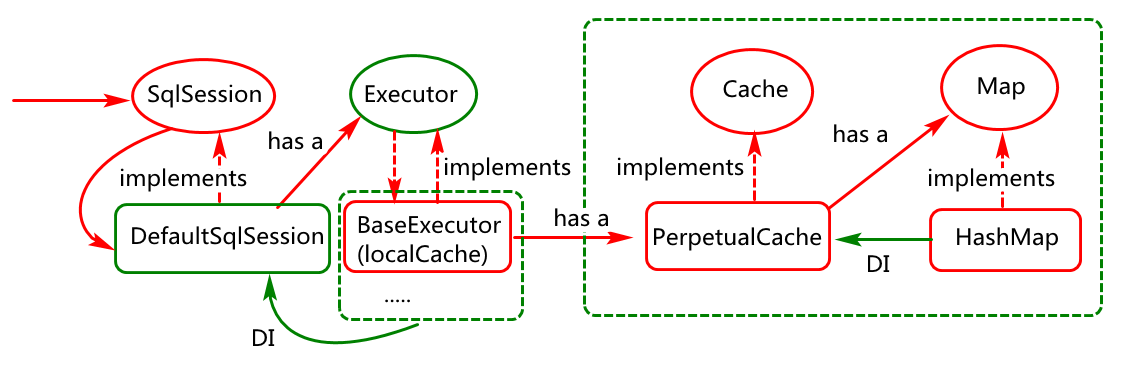 SqlSession
Executor
Cache
Map
has a
has a
implements
implements
implements
implements
DefaultSqlSession
BaseExecutor
(localCache)
has a
PerpetualCache
HashMap
DI
.....
DI